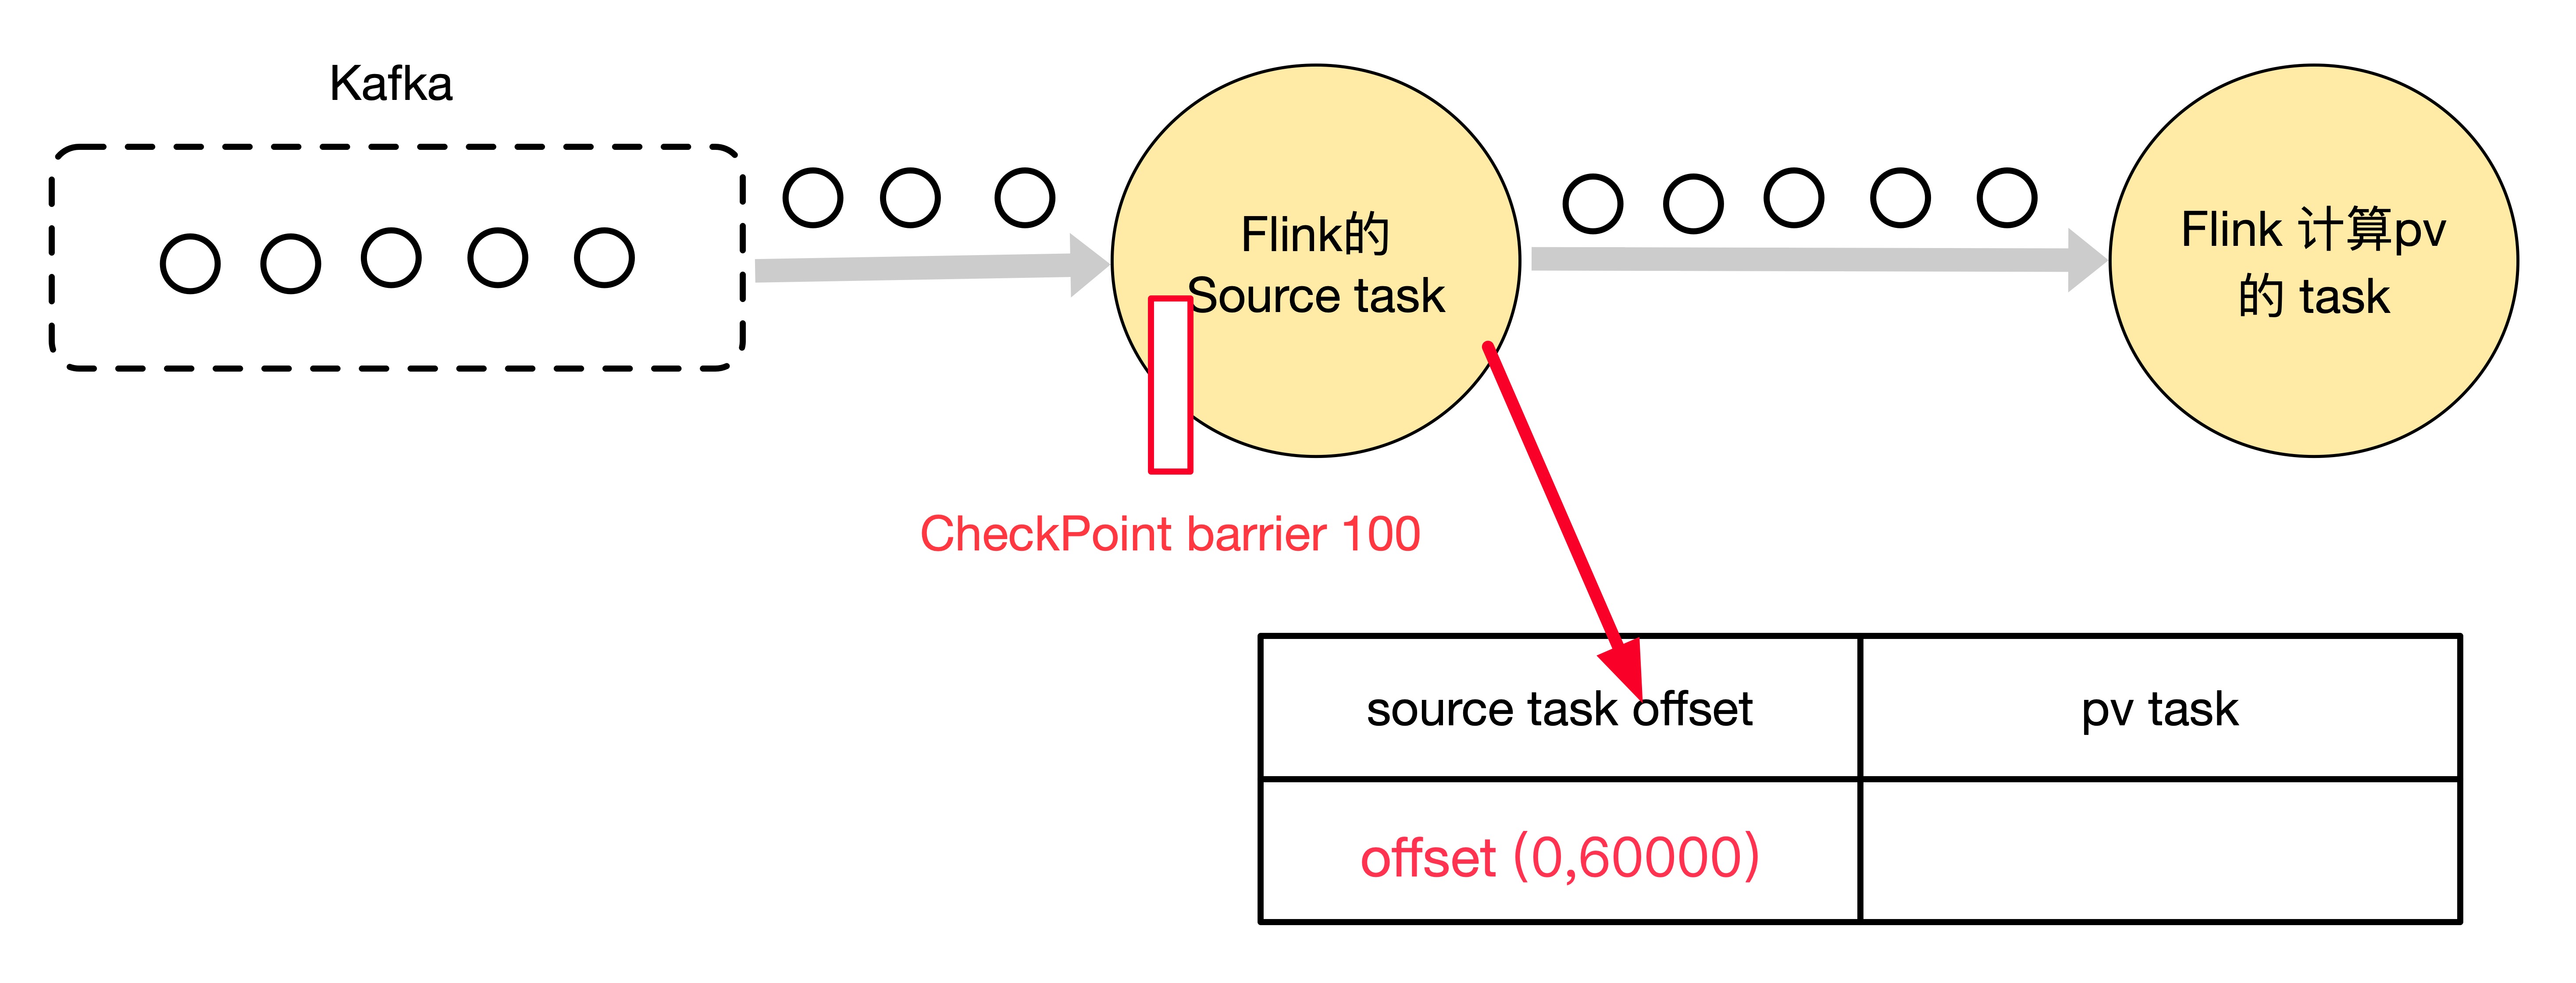 Kafka
Flink的
Source task
Flink 计算pv
的 task
CheckPoint barrier 100
source task offset
pv task
offset (0,60000)